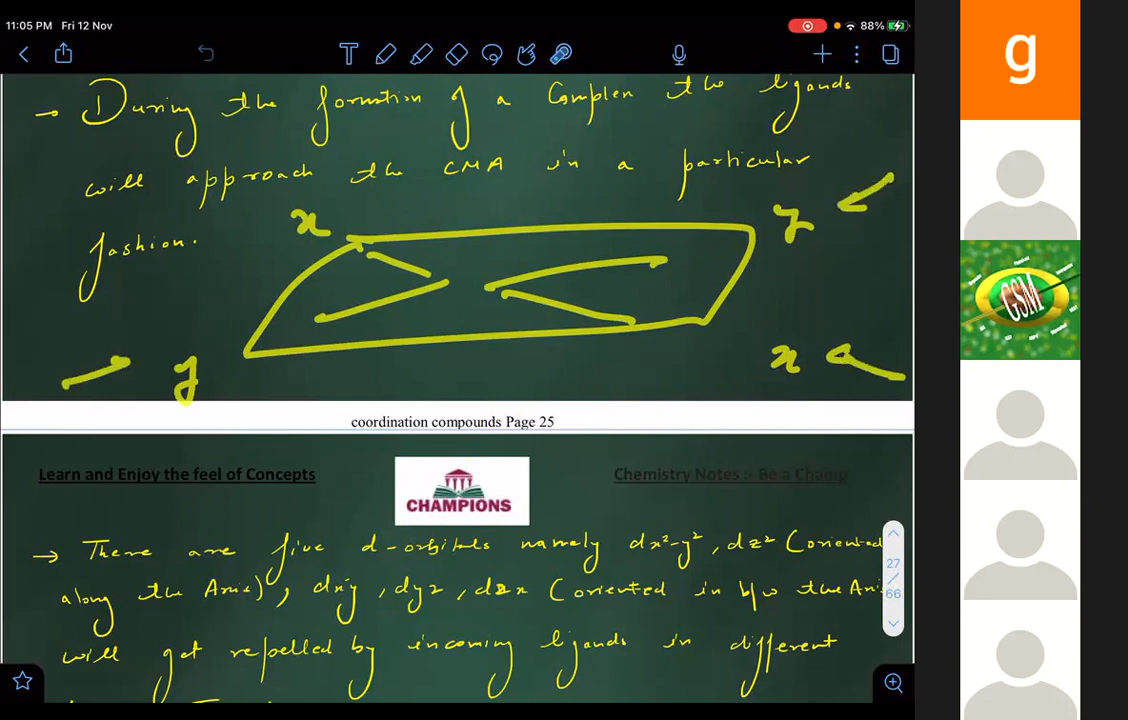 11:05 PM Fri 12 Nov 88%
→ During the formation of a Complex the ligands
will approach the CMA in a particular
fashion.
x y
y x
coordination compounds Page 25
Learn and Enjoy the feel of Concepts
CHAMPIONS
Chemistry Notes :- Be a Champ
→ There are five d-orbitals namely dx²-y², dz² (oriented
along the Axis), dxy, dyz, dzx (oriented in b/w the Axi
will get repelled by incoming ligands in different
27
66
g
GSM